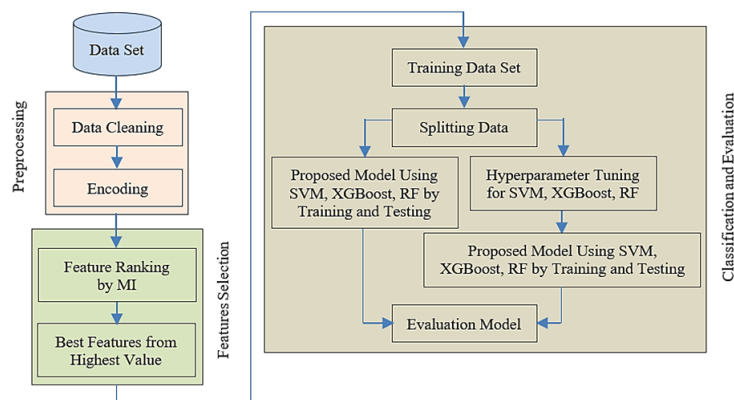 Data Set
Preprocessing
Data Cleaning
Encoding
Features Selection
Feature Ranking
by MI
Best Features from
Highest Value
Classification and Evaluation
Training Data Set
Splitting Data
Proposed Model Using
SVM, XGBoost, RF by
Training and Testing
Hyperparameter Tuning
for SVM, XGBoost, RF
Proposed Model Using SVM,
XGBoost, RF by Training and Testing
Evaluation Model